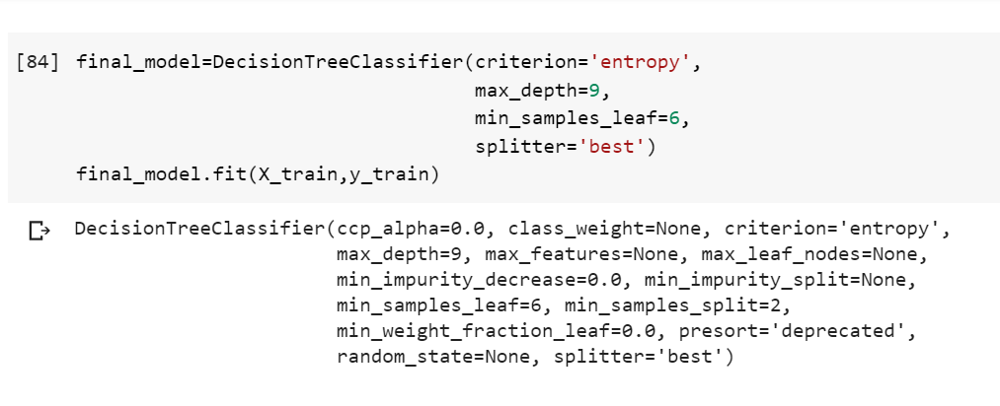 [84] final_model=DecisionTreeClassifier(criterion='entropy',
max_depth=9,
min_samples_leaf=6,
splitter='best')
final_model.fit(X_train,y_train)
DecisionTreeClassifier(ccp_alpha=0.0, class_weight=None, criterion='entropy',
max_depth=9, max_features=None, max_leaf_nodes=None,
min_impurity_decrease=0.0, min_impurity_split=None,
min_samples_leaf=6, min_samples_split=2,
min_weight_fraction_leaf=0.0, presort='deprecated',
random_state=None, splitter='best')